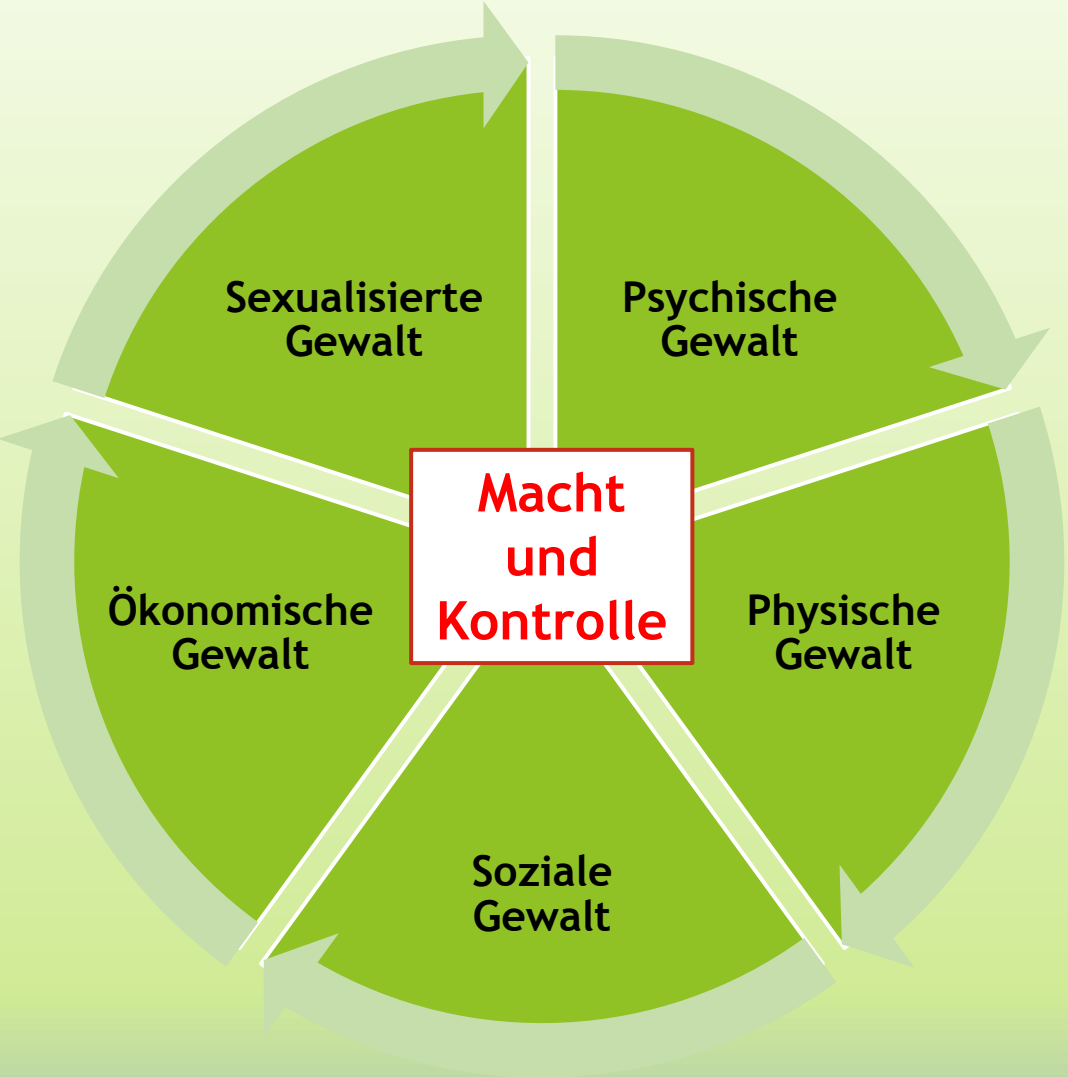 Sexualisierte
Gewalt
Psychische
Gewalt
Macht
und
Kontrolle
Ökonomische
Gewalt
Physische
Gewalt
Soziale
Gewalt